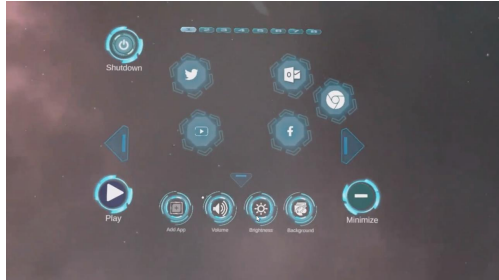 Shutdown
Play
Add App
Volume
Brightness
Background
Minimize